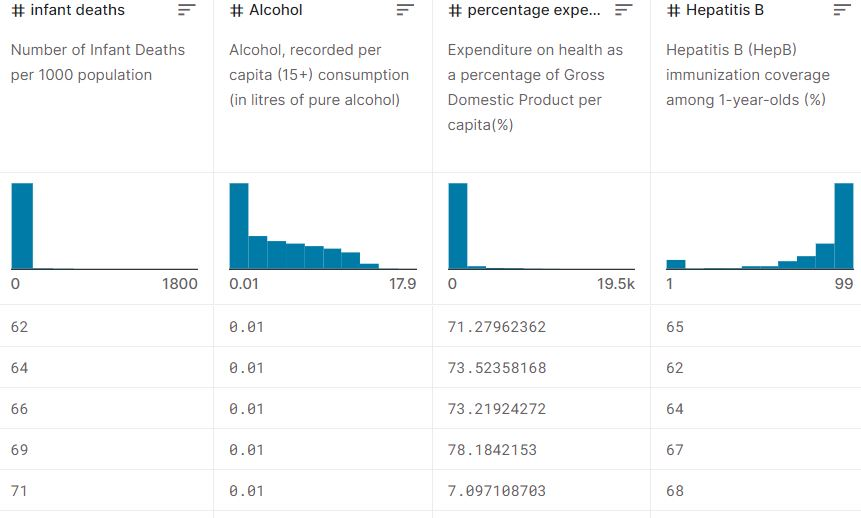 # infant deaths
Number of Infant Deaths
per 1000 population
0 1800
# Alcohol
Alcohol, recorded per
capita (15+) consumption
(in litres of pure alcohol)
0.01 17.9
# percentage expe...
Expenditure on health as
a percentage of Gross
Domestic Product per
capita(%)
0 19.5k
# Hepatitis B
Hepatitis B (HepB)
immunization coverage
among 1-year-olds (%)
1 99
62 0.01 71.27962362 65
64 0.01 73.52358168 62
66 0.01 73.21924272 64
69 0.01 78.1842153 67
71 0.01 7.097108703 68